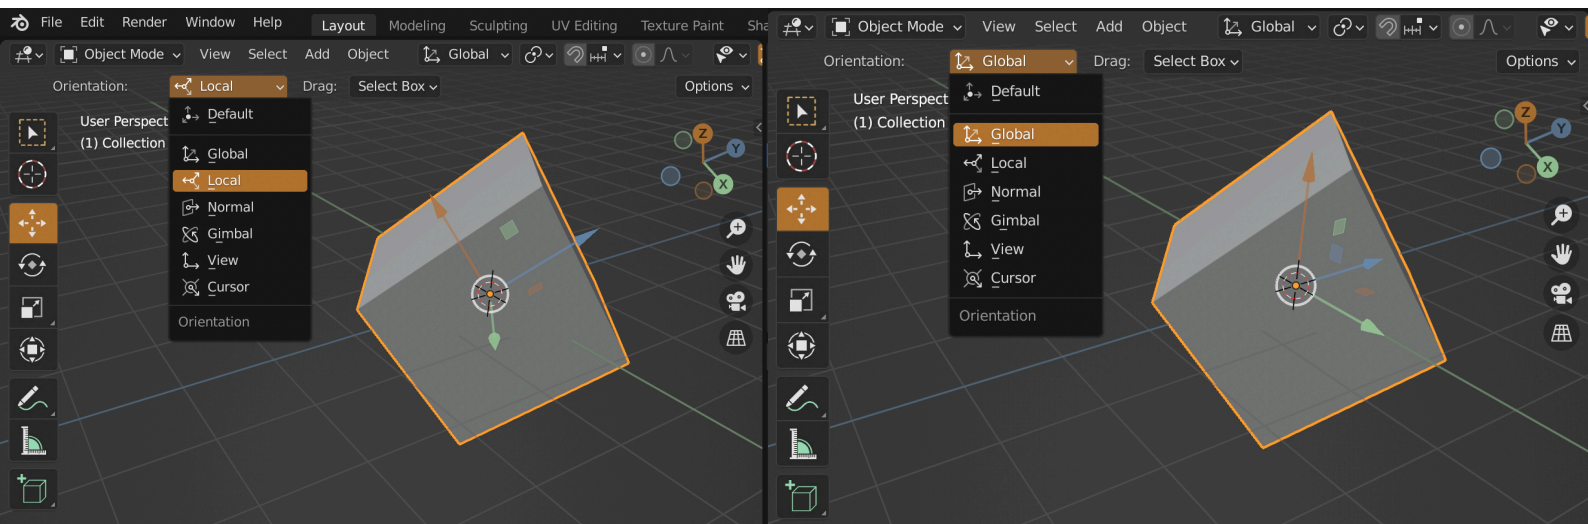 File Edit Render Window Help Layout Modeling Sculpting UV Editing Texture Paint Sha
Object Mode View Select Add Object Global
Orientation: Local Drag: Select Box Options
Default
User Perspect
(1) Collection
Global
Local
Normal
Gimbal
View
Cursor
Orientation
Z
Y
X
Object Mode View Select Add Object Global
Orientation: Global Drag: Select Box Options
Default
User Perspect
(1) Collection
Global
Local
Normal
Gimbal
View
Cursor
Orientation
Z
Y
X